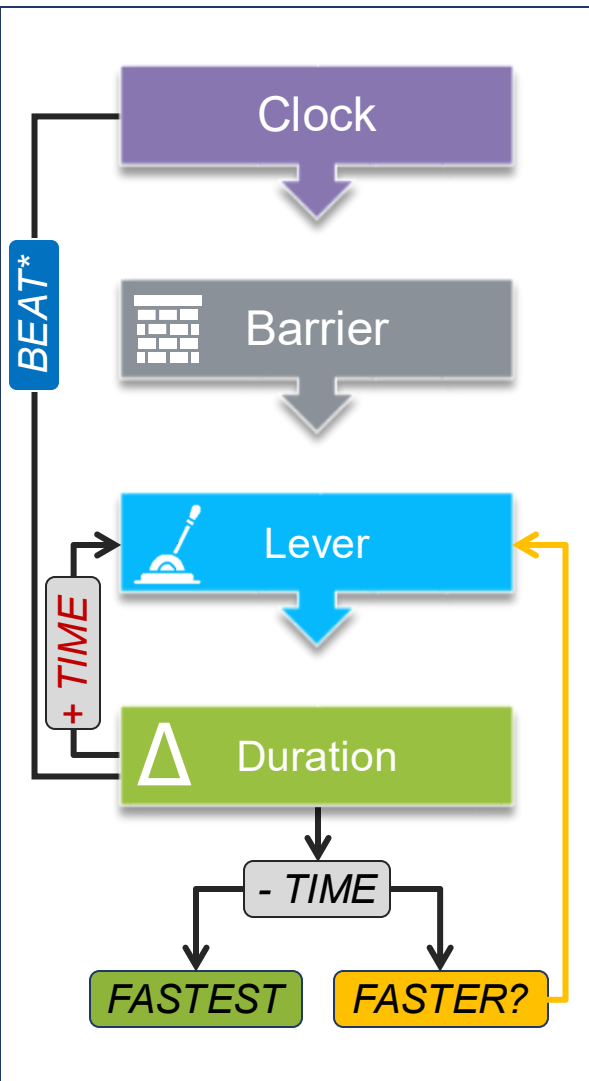 Clock
BEAT*
Barrier
Lever
+ TIME
Δ Duration
- TIME
FASTEST
FASTER?